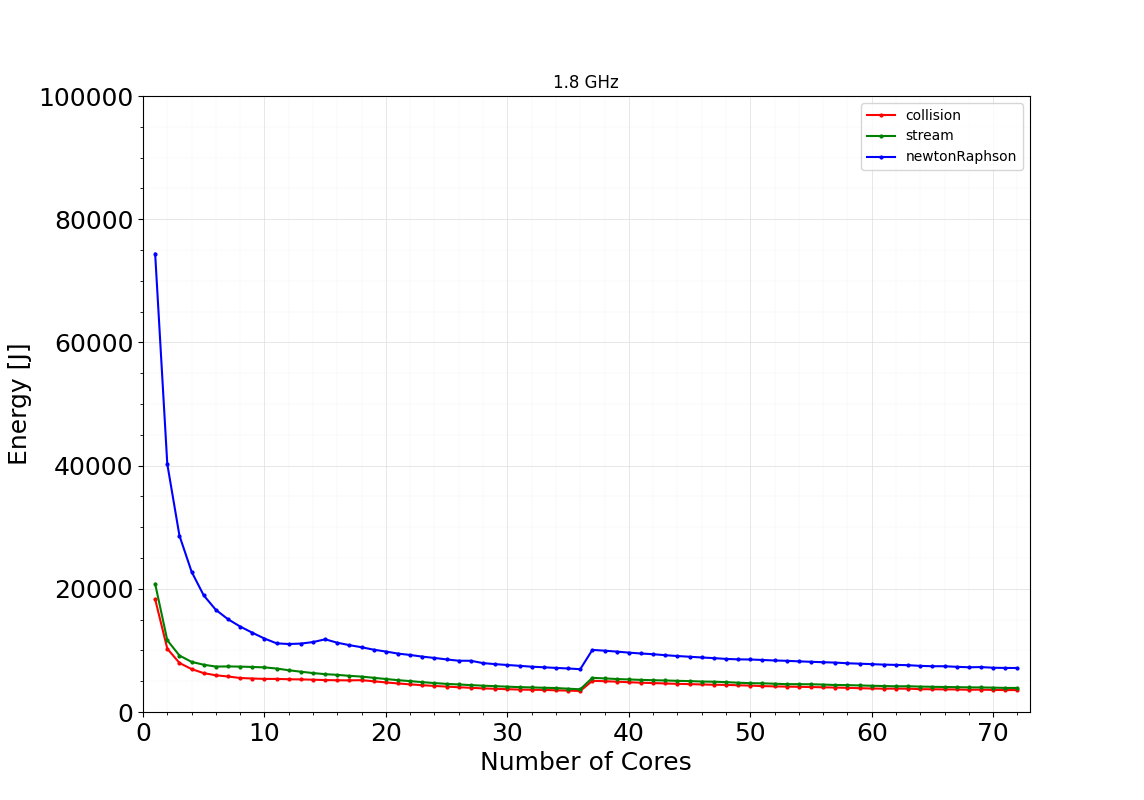 1.8 GHz
100000
80000
60000
40000
20000
0
Energy [J]
collision
stream
newtonRaphson
0 10 20 30 40 50 60 70
Number of Cores